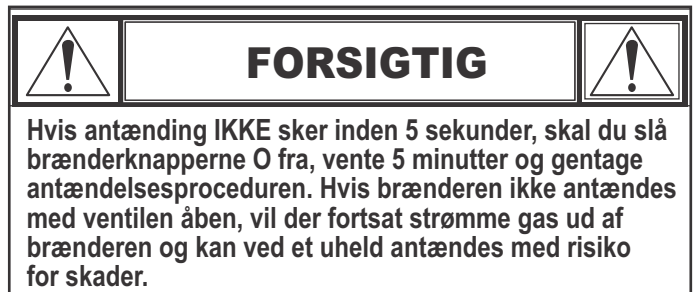 FORSIGTIG
Hvis antænding IKKE sker inden 5 sekunder, skal du slå
brænderknapperne O fra, vente 5 minutter og gentage
antændelsesproceduren. Hvis brænderen ikke antændes
med ventilen åben, vil der fortsat strømme gas ud af
brænderen og kan ved et uheld antændes med risiko
for skader.